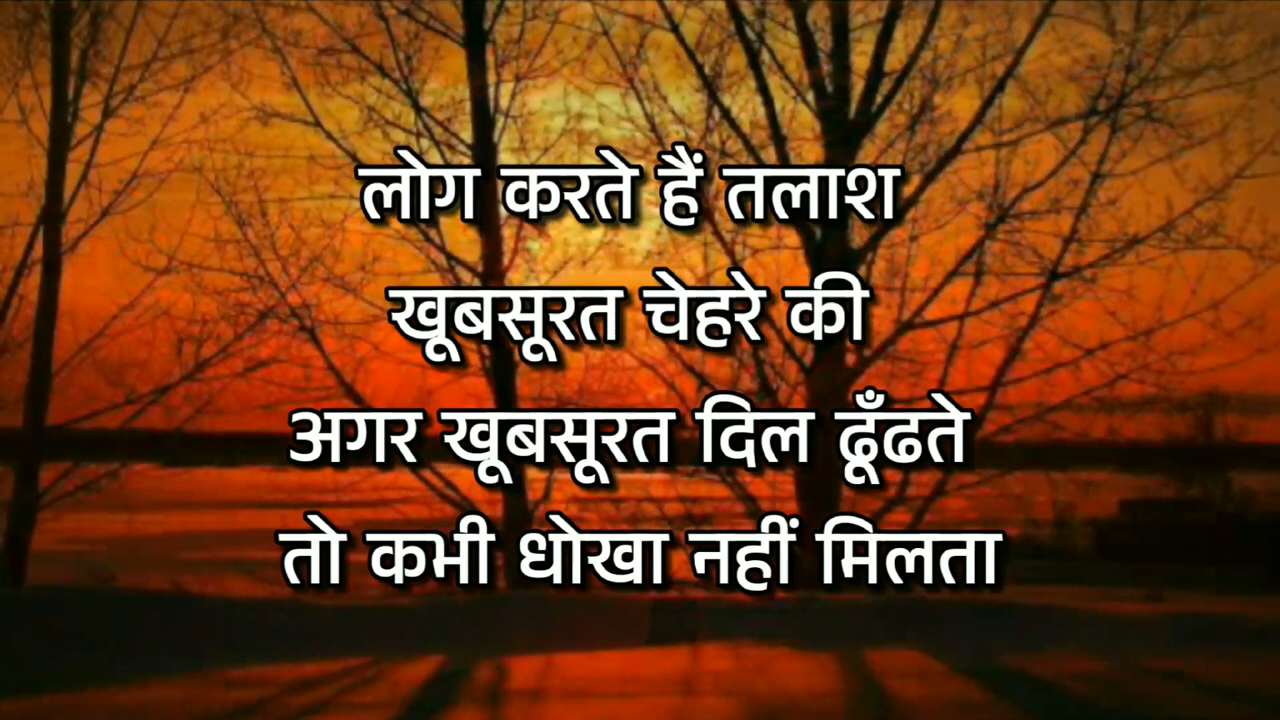 लोग करते हैं तलाश
खूबसूरत चेहरे की
अगर खूबसूरत दिल ढूँढते
तो कभी धोखा नहीं मिलता